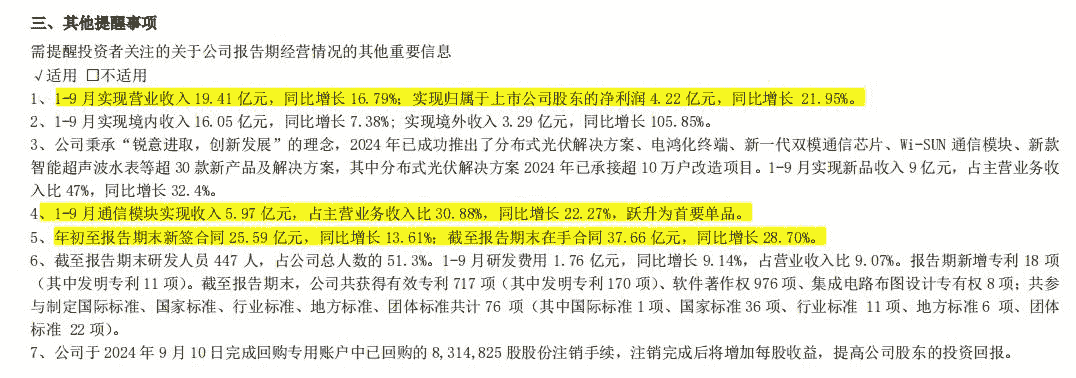 三、其他提醒事项
需提醒投资者关注的关于公司报告期经营情况的其他重要信息
√适用 □不适用
1、1-9 月实现营业收入 19.41 亿元，同比增长 16.79%；实现归属于上市公司股东的净利润 4.22 亿元，同比增长 21.95%。
2、1-9 月实现境内收入 16.05 亿元，同比增长 7.38%; 实现境外收入 3.29 亿元，同比增长 105.85%。
3、公司秉承“锐意进取，创新发展”的理念，2024 年已成功推出了分布式光伏解决方案、电鸿化终端、新一代双模通信芯片、Wi-SUN 通信模块、新款
智能超声波水表等超 30 款新产品及解决方案，其中分布式光伏解决方案 2024 年已承接超 10 万户改造项目。1-9 月实现新品收入 9 亿元，占主营业务收
入比 47%，同比增长 32.4%。
4、1-9 月通信模块实现收入 5.97 亿元，占主营业务收入比 30.88%，同比增长 22.27%，跃升为首要单品。
5、年初至报告期末新签合同 25.59 亿元，同比增长 13.61%；截至报告期末在手合同 37.66 亿元，同比增长 28.70%。
6、截至报告期末研发人员 447 人，占公司总人数的 51.3%。1-9 月研发费用 1.76 亿元，同比增长 9.14%，占营业收入比 9.07%。报告期新增专利 18 项
（其中发明专利 11 项）。截至报告期末，公司共获得有效专利 717 项（其中发明专利 170 项）、软件著作权 976 项、集成电路布图设计专有权 8 项；共参
与制定国际标准、国家标准、行业标准、地方标准、团体标准共计 76 项（其中国际标准 1 项、国家标准 36 项、行业标准 11 项、地方标准 6 项、团体
标准 22 项）。
7、公司于 2024 年 9 月 10 日完成回购专用账户中已回购的 8,314,825 股股份注销手续，注销完成后将增加每股收益，提高公司股东的投资回报。